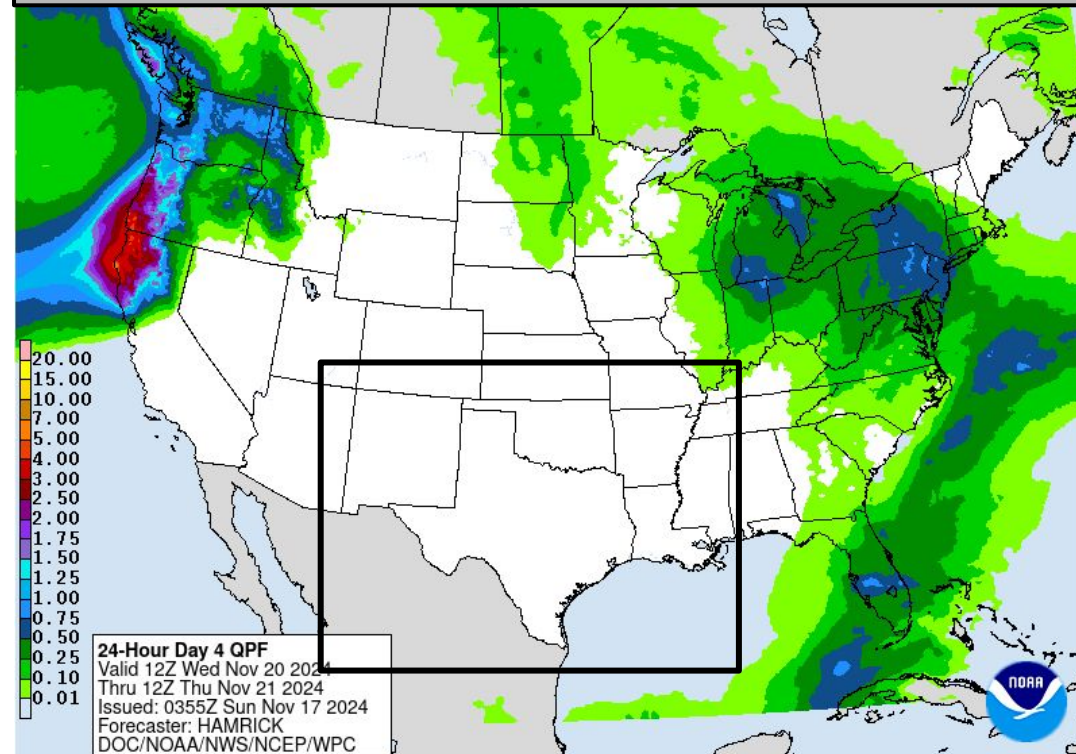 20.00
15.00
10.00
7.00
5.00
4.00
3.00
2.50
2.00
1.75
1.50
1.25
1.00
0.75
0.50
0.25
0.10
0.01
24-Hour Day 4 QPF
Valid 12Z Wed Nov 20 2024
Thru 12Z Thu Nov 21 2024
Issued: 0355Z Sun Nov 17 2024
Forecaster: HAMRICK
DOC/NOAA/NWS/NCEP/WPC
NOAA